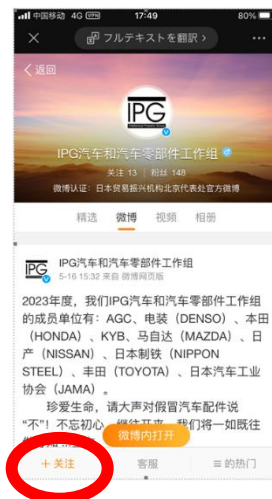 中国移动 4G VPN 17:49 80%
フルテキストを翻訳 >
< 返回
IPG
IPG汽车和汽车零部件工作组
关注 13 | 粉丝 148
微博认证：日本贸易振兴机构北京代表处官方微博
精选 微博 视频 相册
IPG
IPG汽车和汽车零部件工作组
5-16 15:32 来自 微博网页版
2023年度，我们IPG汽车和汽车零部件工作组
的成员单位有：AGC、电装（DENSO）、本田
（HONDA）、KYB、马自达（MAZDA）、日
产（NISSAN）、日本制铁（NIPPON
STEEL）、丰田（TOYOTA）、日本汽车工业
协会（JAMA）。
珍爱生命，请大声对假冒汽车配件说
“不”！不忘初心，继往开来，我们将一如既往
微博内打开
+ 关注 客服 ≡ 的热门